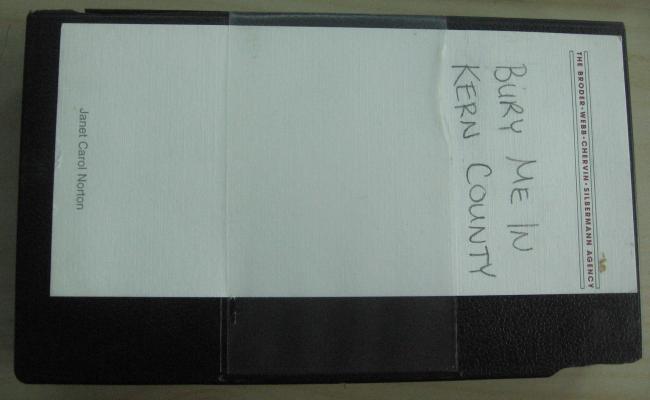 THE BRODER·WEBB·CHERVIN·SILBERMANN AGENCY
BURY ME IN
KERN COUNTY
Janet Carol Norton